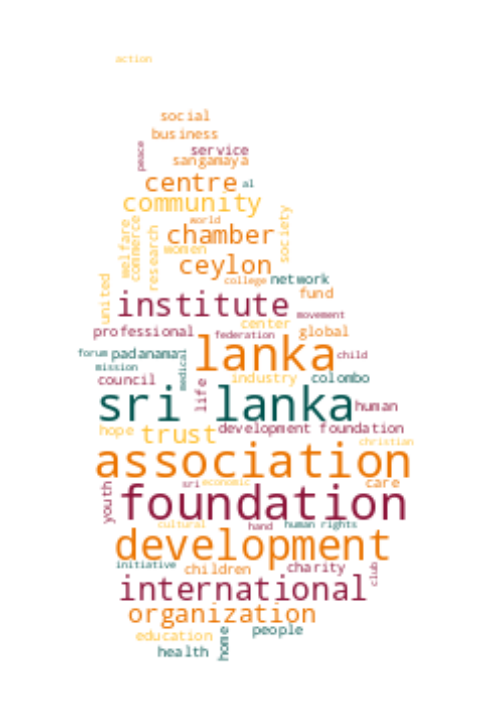 action
social
business
peace
service
sangamaya
centre
al
community
world
welfare
commerce
research
chamber
women
society
ceylon
united
college
network
fund
institute
movement
professional
federation
center
global
lanka
forum
padanama
medical
child
mission
council
life
industry
colombo
sri lanka
human
hope
trust
development foundation
christian
association
youth
sri
economic
care
foundation
cultural
hand
human rights
development
initiative
children
charity
club
international
organization
education
home
people
health